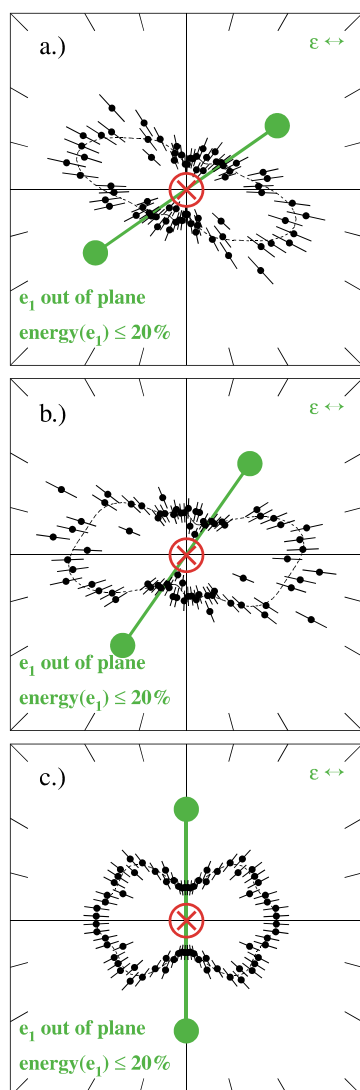 a.)
ε ↔
e₁ out of plane
energy(e₁) ≤ 20%
b.)
ε ↔
e₁ out of plane
energy(e₁) ≤ 20%
c.)
ε ↔
e₁ out of plane
energy(e₁) ≤ 20%